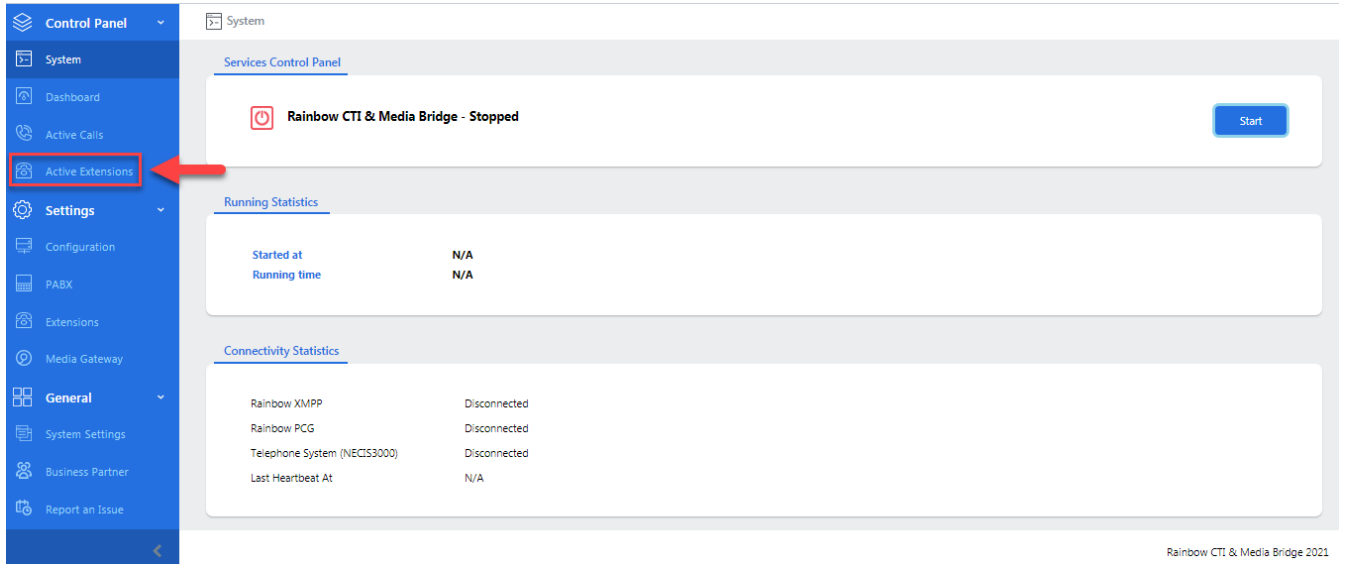 Control Panel
System
Dashboard
Active Calls
Active Extensions
Settings
Configuration
PABX
Extensions
Media Gateway
General
System Settings
Business Partner
Report an Issue
System
Services Control Panel
Rainbow CTI & Media Bridge - Stopped
Start
Running Statistics
Started at N/A
Running time N/A
Connectivity Statistics
Rainbow XMPP Disconnected
Rainbow PCG Disconnected
Telephone System (NECIS3000) Disconnected
Last Heartbeat At N/A
Rainbow CTI & Media Bridge 2021